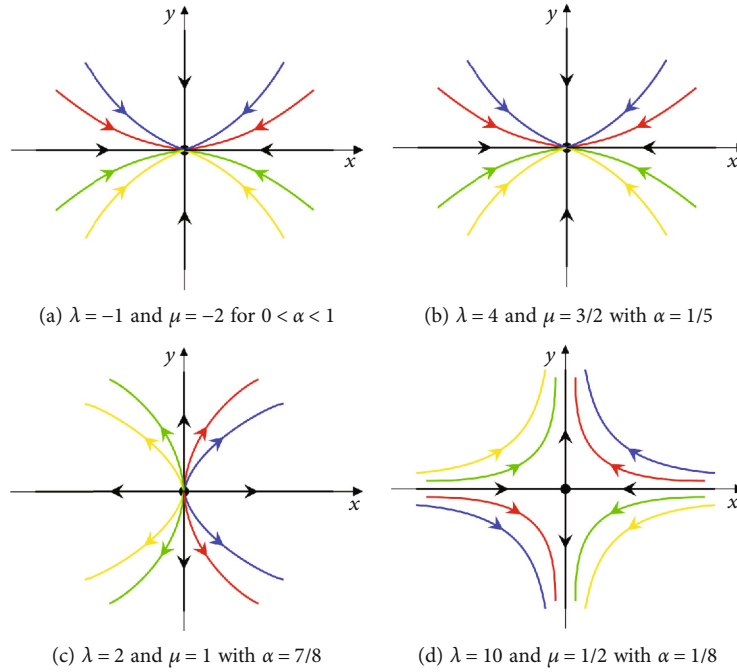 y
y
x
x
(a) λ = −1 and μ = −2 for 0 < α < 1
(b) λ = 4 and μ = 3/2 with α = 1/5
y
y
x
x
(c) λ = 2 and μ = 1 with α = 7/8
(d) λ = 10 and μ = 1/2 with α = 1/8